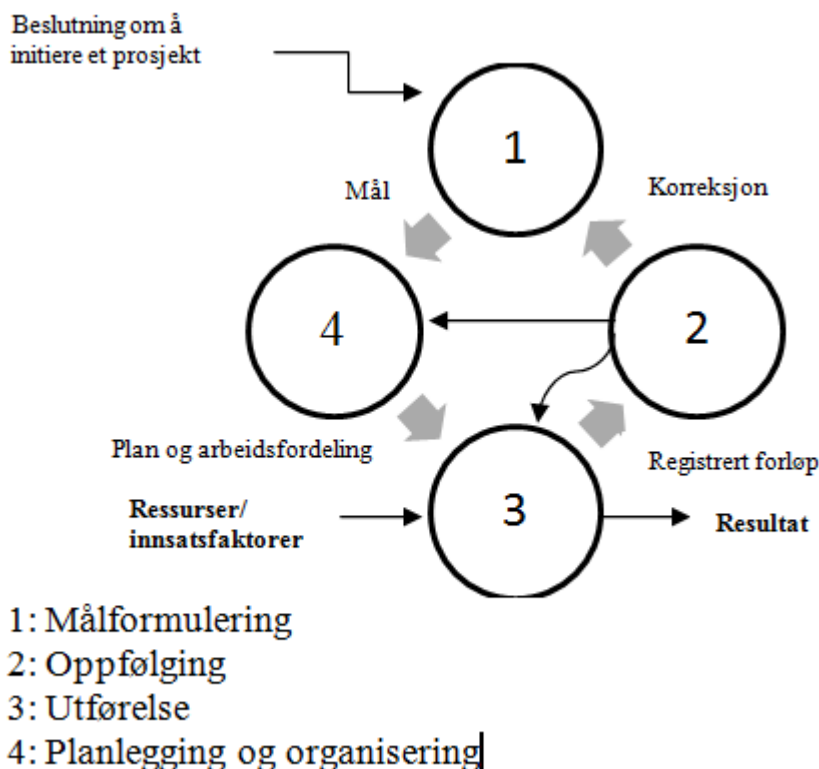 Beslutning om å
initiere et prosjekt
1
Mål
Korreksjon
4
2
Plan og arbeidsfordeling
Registrert forløp
Ressurser/
innsatsfaktorer
3
Resultat
1: Målformulering
2: Oppfølging
3: Utførelse
4: Planlegging og organisering